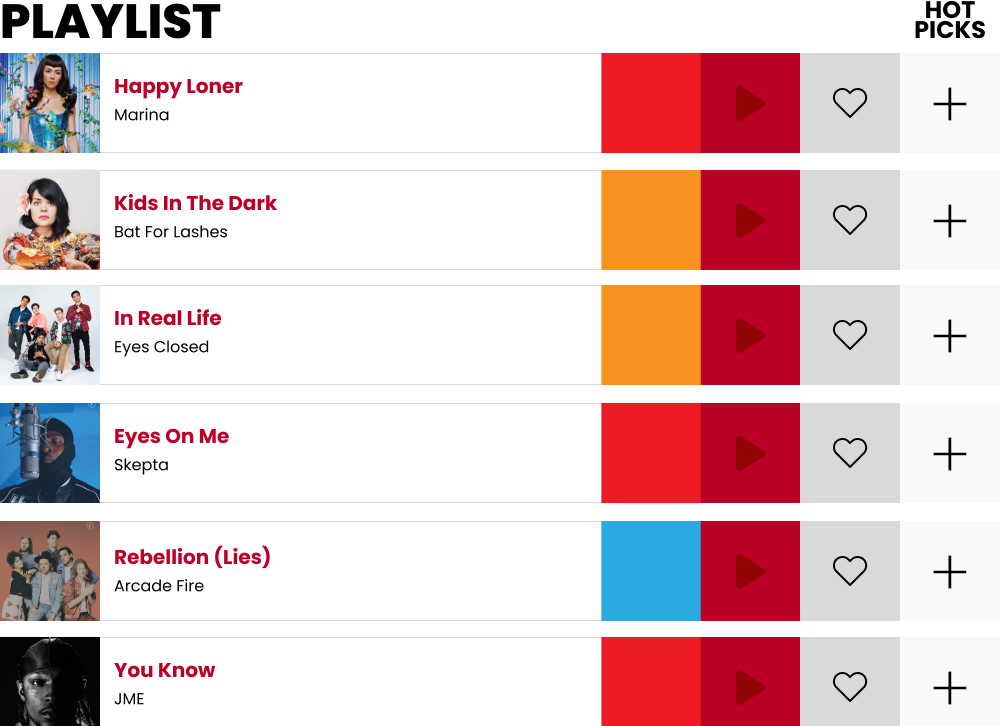 PLAYLIST
HOT
PICKS
Happy Loner
Marina
Kids In The Dark
Bat For Lashes
In Real Life
Eyes Closed
Eyes On Me
Skepta
Rebellion (Lies)
Arcade Fire
You Know
JME